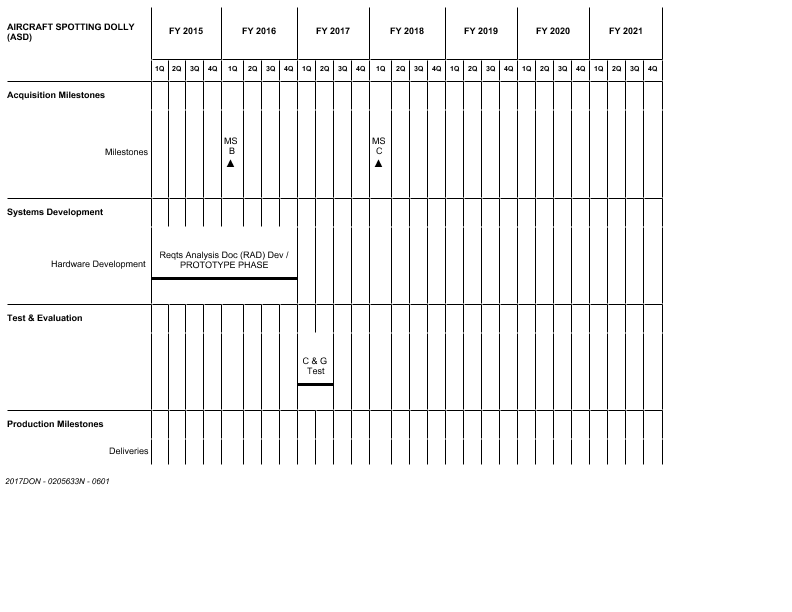 AIRCRAFT SPOTTING DOLLY
(ASD)
FY 2015 FY 2016 FY 2017 FY 2018 FY 2019 FY 2020 FY 2021
1Q 2Q 3Q 4Q 1Q 2Q 3Q 4Q 1Q 2Q 3Q 4Q 1Q 2Q 3Q 4Q 1Q 2Q 3Q 4Q 1Q 2Q 3Q 4Q 1Q 2Q 3Q 4Q
Acquisition Milestones
Milestones
MS
B
MS
C
Systems Development
Hardware Development
Reqts Analysis Doc (RAD) Dev /
PROTOTYPE PHASE
Test & Evaluation
C & G
Test
Production Milestones
Deliveries
2017DON - 0205633N - 0601